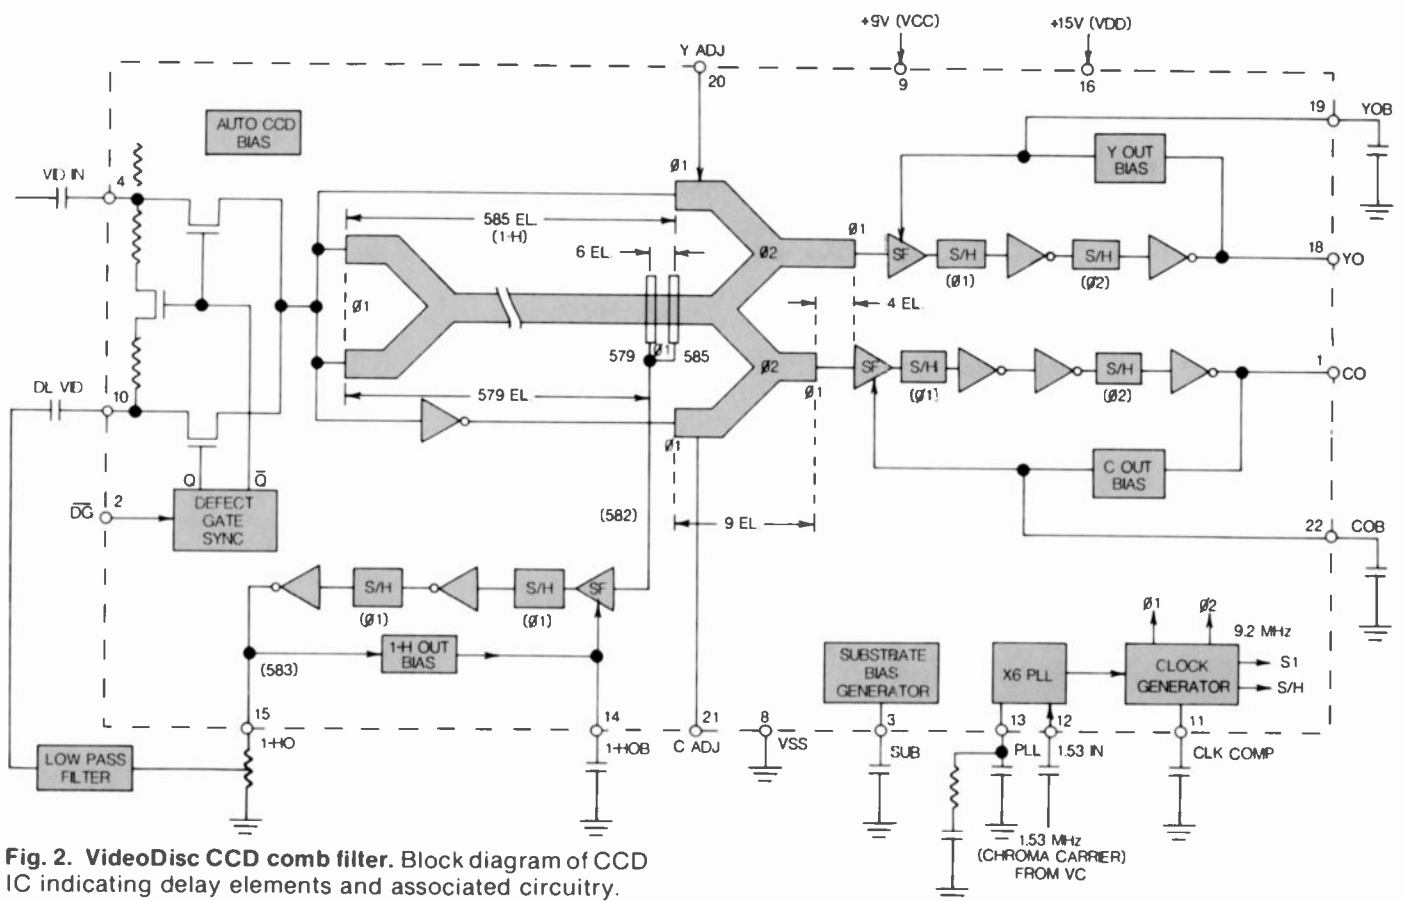 +9V (VCC)
+15V (VDD)
Y ADJ
20
9
16
19
YOB
AUTO CCD
BIAS
Y OUT
BIAS
VID IN
4
Ø1
585 EL.
(1-H)
6 EL.
Ø1
Ø2
SF
S/H
(Ø1)
S/H
(Ø2)
18
YO
Ø1
4 EL.
579
Ø1
585
Ø2
SF
S/H
(Ø1)
S/H
(Ø2)
1
CO
DL VID
10
579 EL.
Ø1
Ø1
Q
Q̅
C OUT
BIAS
D̅G̅
2
DEFECT
GATE
SYNC
(582)
9 EL.
22
COB
S/H
(Ø1)
S/H
(Ø1)
SF
Ø1
Ø2
9.2 MHz
1-H OUT
BIAS
(583)
SUBSTRATE
BIAS
GENERATOR
X6 PLL
CLOCK
GENERATOR
S1
S/H
15
14
21
8
3
13
12
11
1-HO
1-HOB
C ADJ
VSS
SUB
PLL
1.53 IN
CLK COMP
LOW PASS
FILTER
1.53 MHz
(CHROMA CARRIER)
FROM VC
Fig. 2. VideoDisc CCD comb filter. Block diagram of CCD
IC indicating delay elements and associated circuitry.